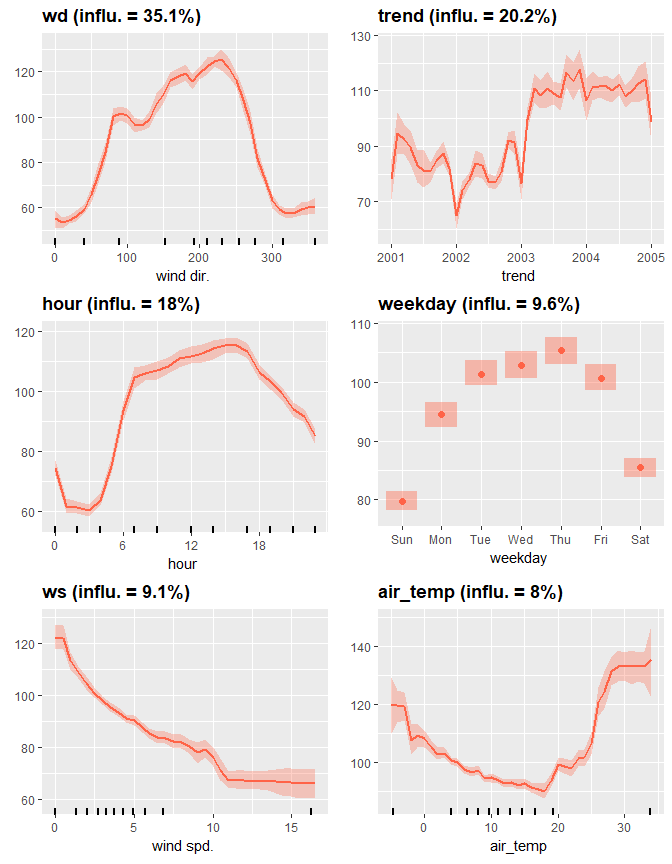 wd (influ. = 35.1%)
120
100
80
60
0
100
200
300
wind dir.
trend (influ. = 20.2%)
130
110
90
70
2001
2002
2003
2004
2005
trend
hour (influ. = 18%)
120
100
80
60
0
6
12
18
hour
weekday (influ. = 9.6%)
110
100
90
80
Sun
Mon
Tue
Wed
Thu
Fri
Sat
weekday
ws (influ. = 9.1%)
120
100
80
60
0
5
10
15
wind spd.
air_temp (influ. = 8%)
140
120
100
0
10
20
30
air_temp